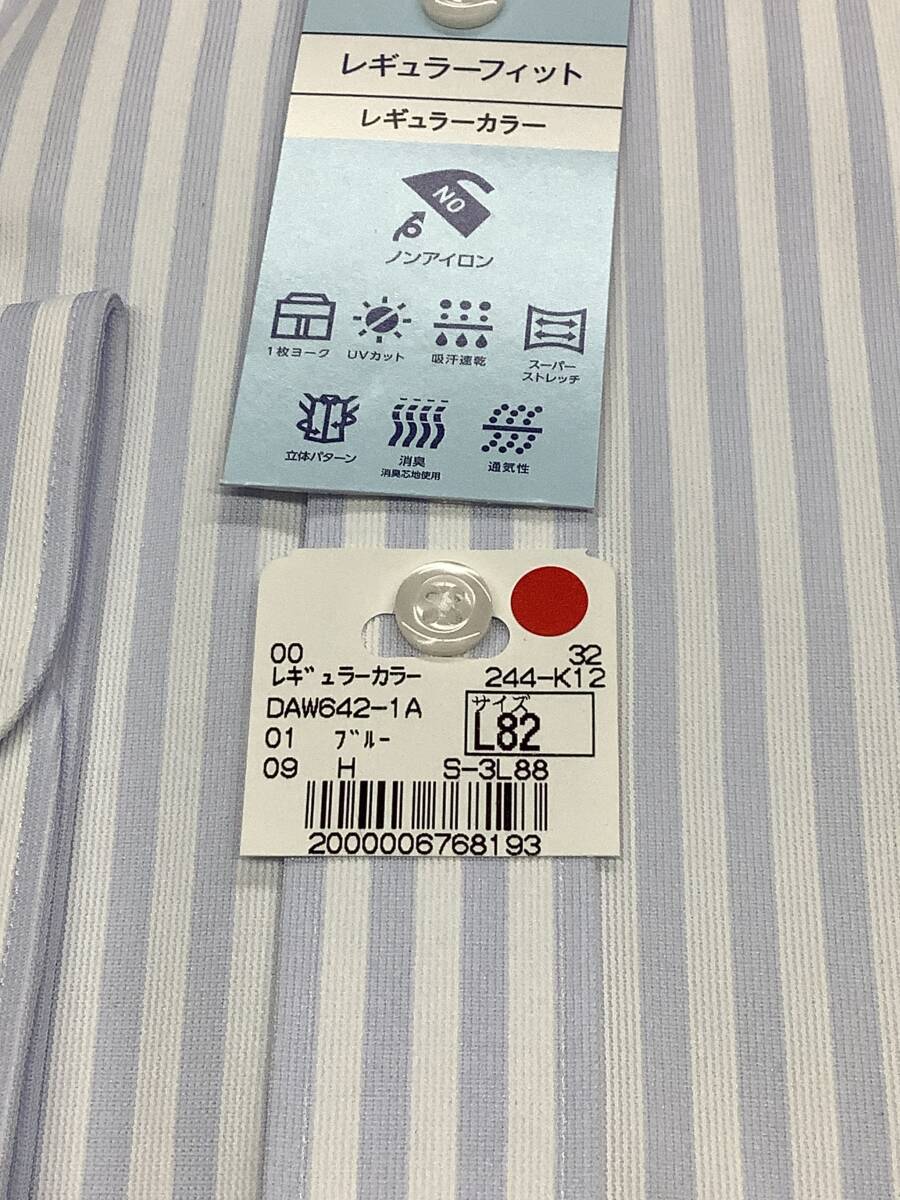 レギュラーフィット
レギュラーカラー
NO
ノンアイロン
1枚ヨーク UVカット 吸汗速乾 スーパー
ストレッチ
立体パターン 消臭 通気性
消臭芯地使用
00 32
ﾚｷﾞｭﾗｰｶﾗｰ 244-K12
DAW642-1A サイズ
L82
01 ﾌﾞﾙｰ
09 H S-3L88
2000006768193